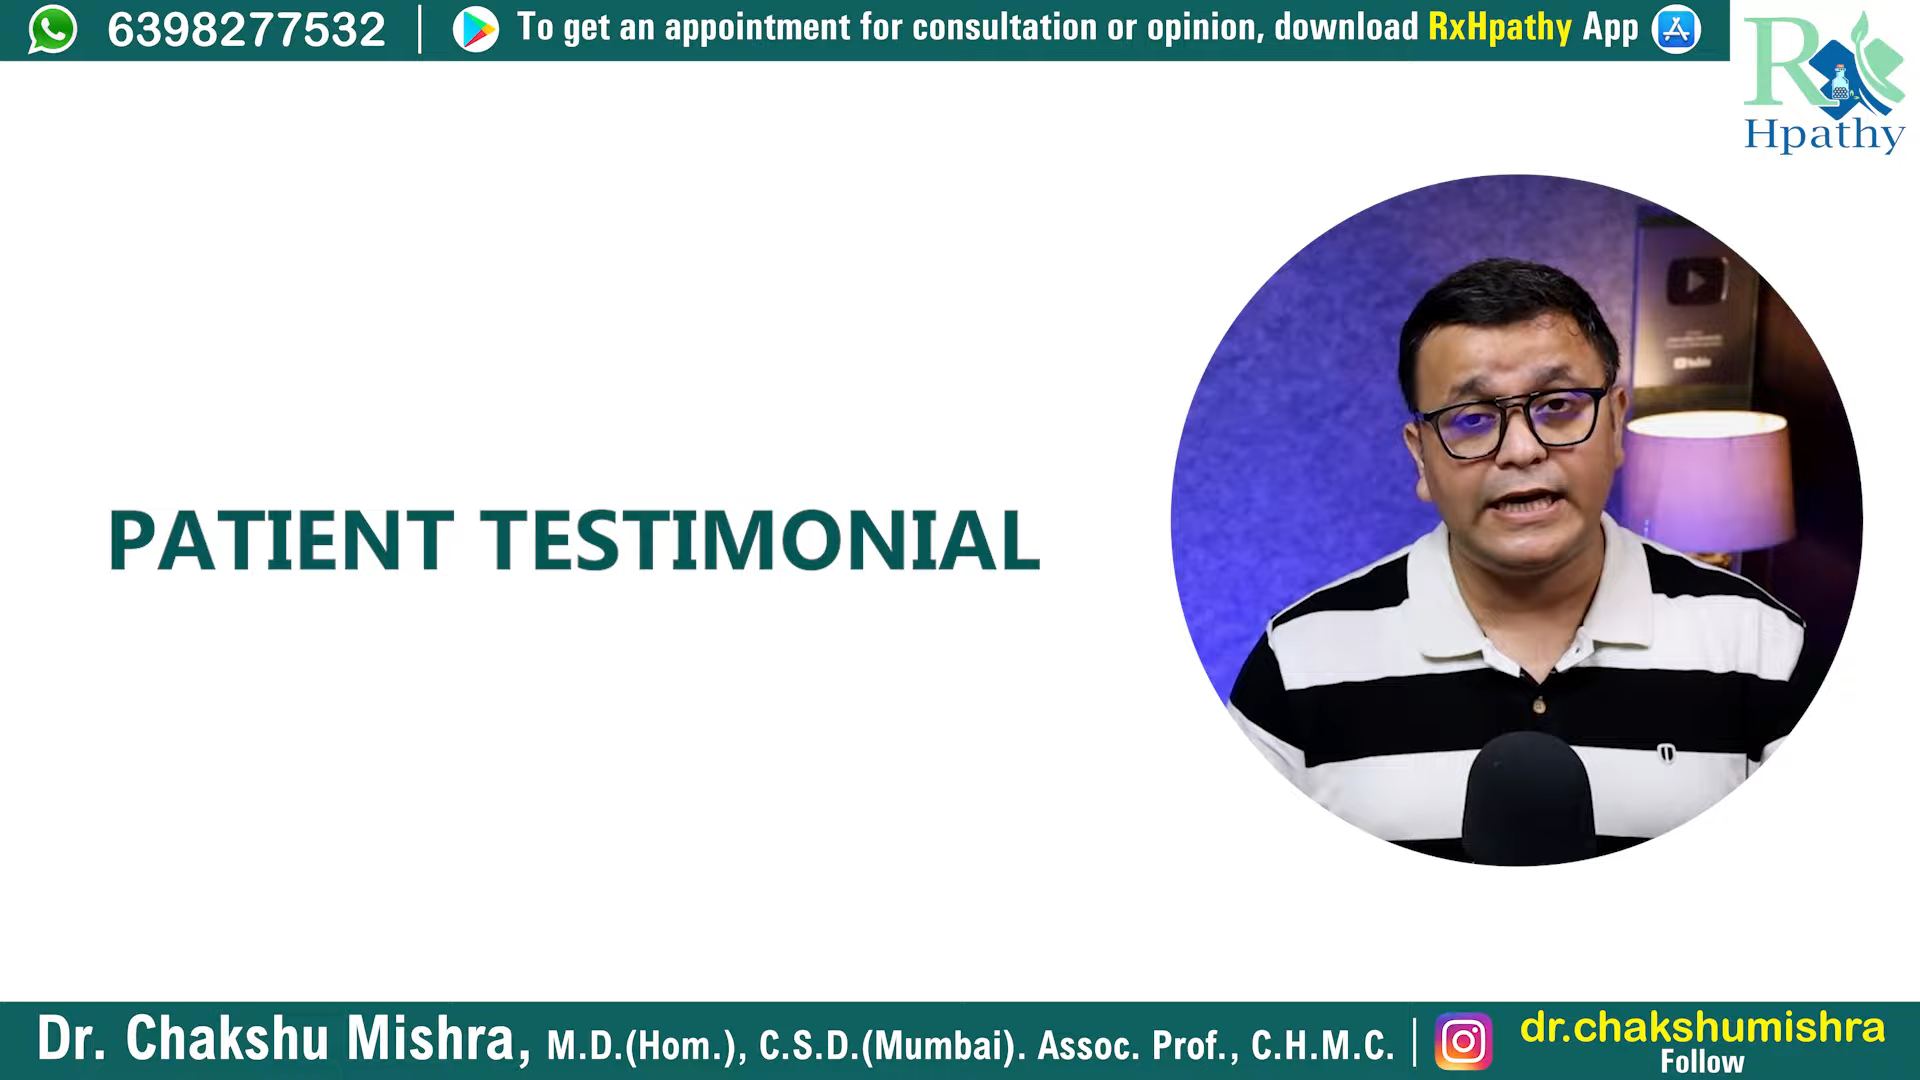 6398277532 | To get an appointment for consultation or opinion, download RxHpathy App
Rx
Hpathy
PATIENT TESTIMONIAL
YouTube
Dr. Chakshu Mishra, M.D.(Hom.), C.S.D.(Mumbai). Assoc. Prof., C.H.M.C. | dr.chakshumishra
Follow